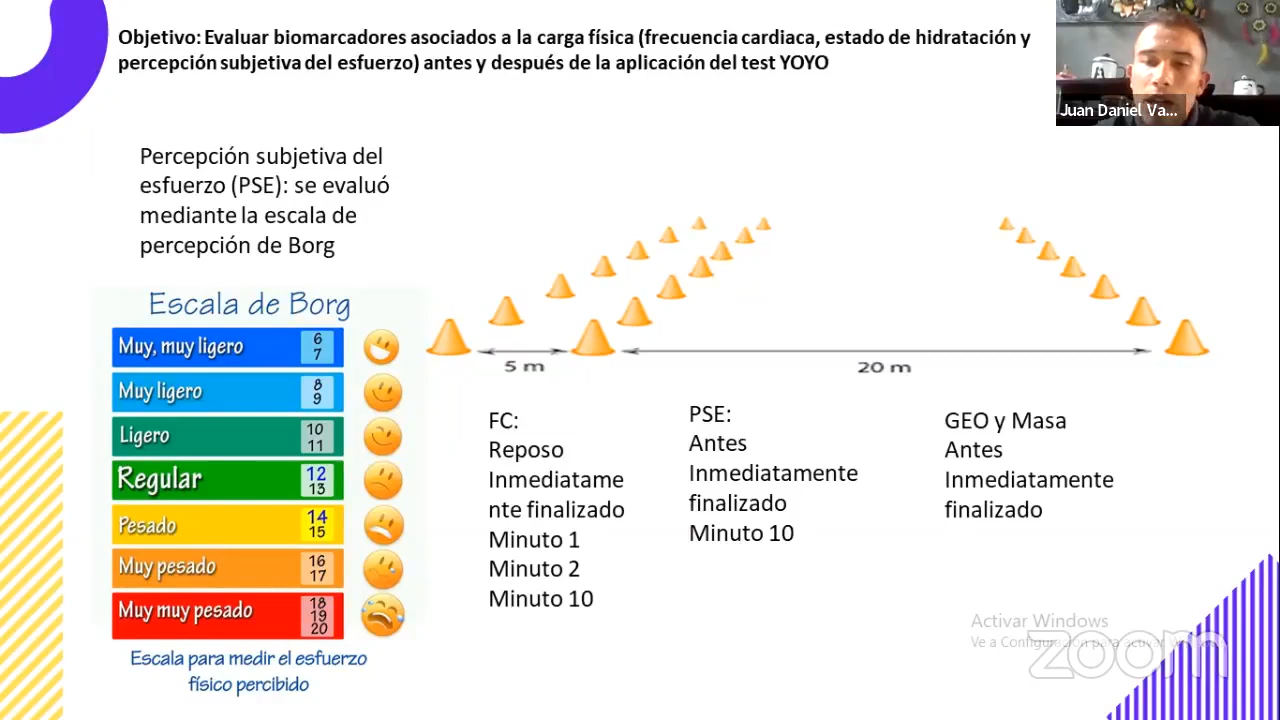 Objetivo: Evaluar biomarcadores asociados a la carga física (frecuencia cardiaca, estado de hidratación y
percepción subjetiva del esfuerzo) antes y después de la aplicación del test YOYO
Juan Daniel Va...
Percepción subjetiva del
esfuerzo (PSE): se evaluó
mediante la escala de
percepción de Borg
Escala de Borg
Muy, muy ligero 6 7
Muy ligero 8 9
Ligero 10 11
Regular 12 13
Pesado 14 15
Muy pesado 16 17
Muy muy pesado 18 19 20
Escala para medir el esfuerzo
físico percibido
5 m
20 m
FC:
Reposo
Inmediatame
nte finalizado
Minuto 1
Minuto 2
Minuto 10
PSE:
Antes
Inmediatamente
finalizado
Minuto 10
GEO y Masa
Antes
Inmediatamente
finalizado
Activar Windows
Ve a Configuración para activar
zoom